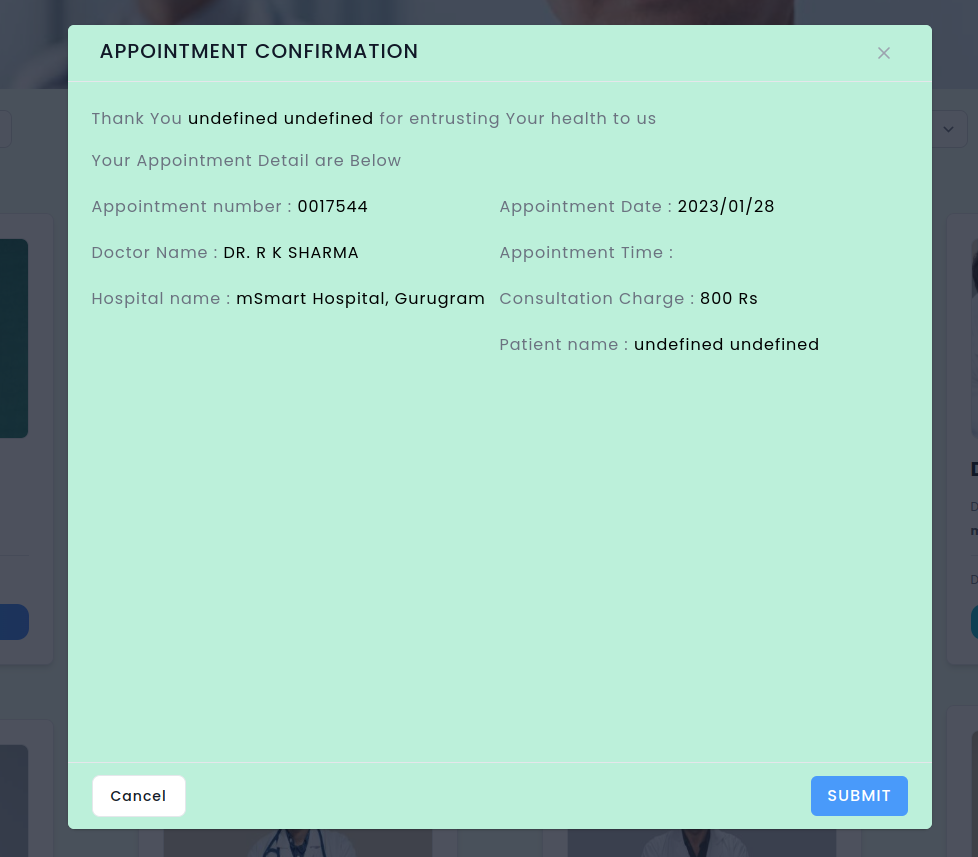 APPOINTMENT CONFIRMATION
Thank You undefined undefined for entrusting Your health to us
Your Appointment Detail are Below
Appointment number : 0017544
Appointment Date : 2023/01/28
Doctor Name : DR. R K SHARMA
Appointment Time :
Hospital name : mSmart Hospital, Gurugram
Consultation Charge : 800 Rs
Patient name : undefined undefined
Cancel
SUBMIT